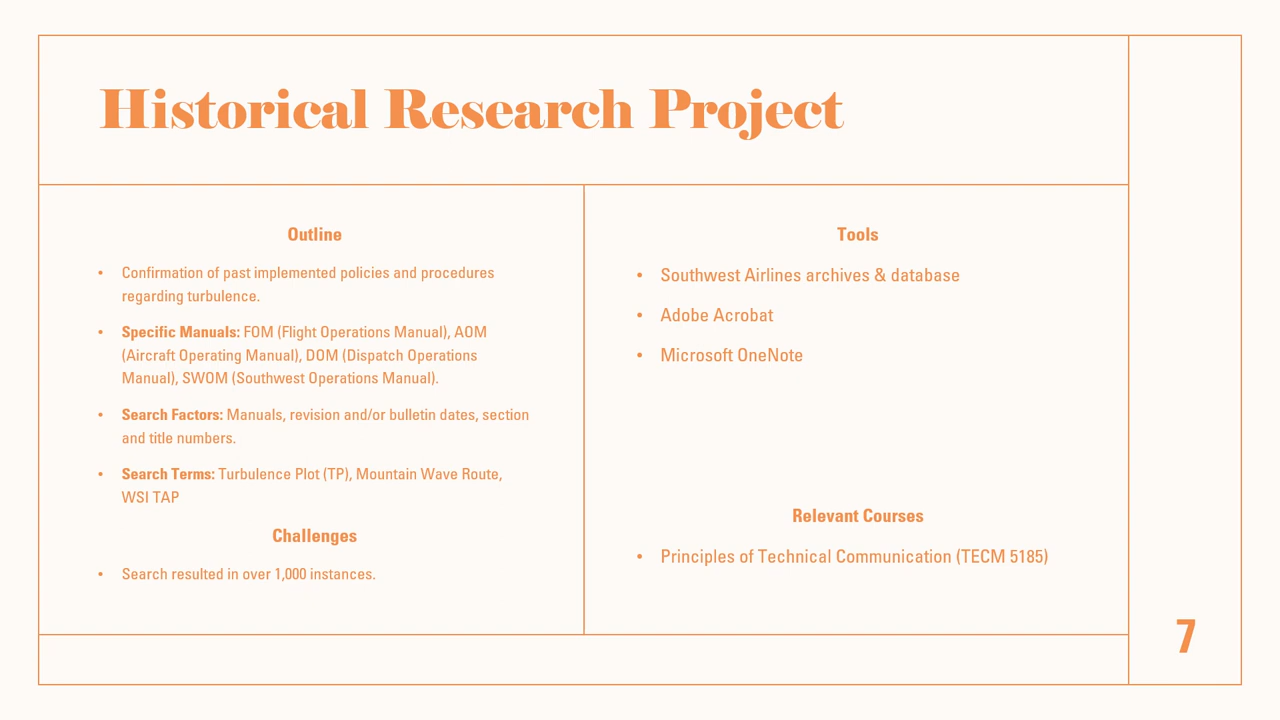 Historical Research Project
Outline
• Confirmation of past implemented policies and procedures
regarding turbulence.
• Specific Manuals: FOM (Flight Operations Manual), AOM
(Aircraft Operating Manual), DOM (Dispatch Operations
Manual), SWOM (Southwest Operations Manual).
• Search Factors: Manuals, revision and/or bulletin dates, section
and title numbers.
• Search Terms: Turbulence Plot (TP), Mountain Wave Route,
WSI TAP
Challenges
• Search resulted in over 1,000 instances.
Tools
• Southwest Airlines archives & database
• Adobe Acrobat
• Microsoft OneNote
Relevant Courses
• Principles of Technical Communication (TECM 5185)
7